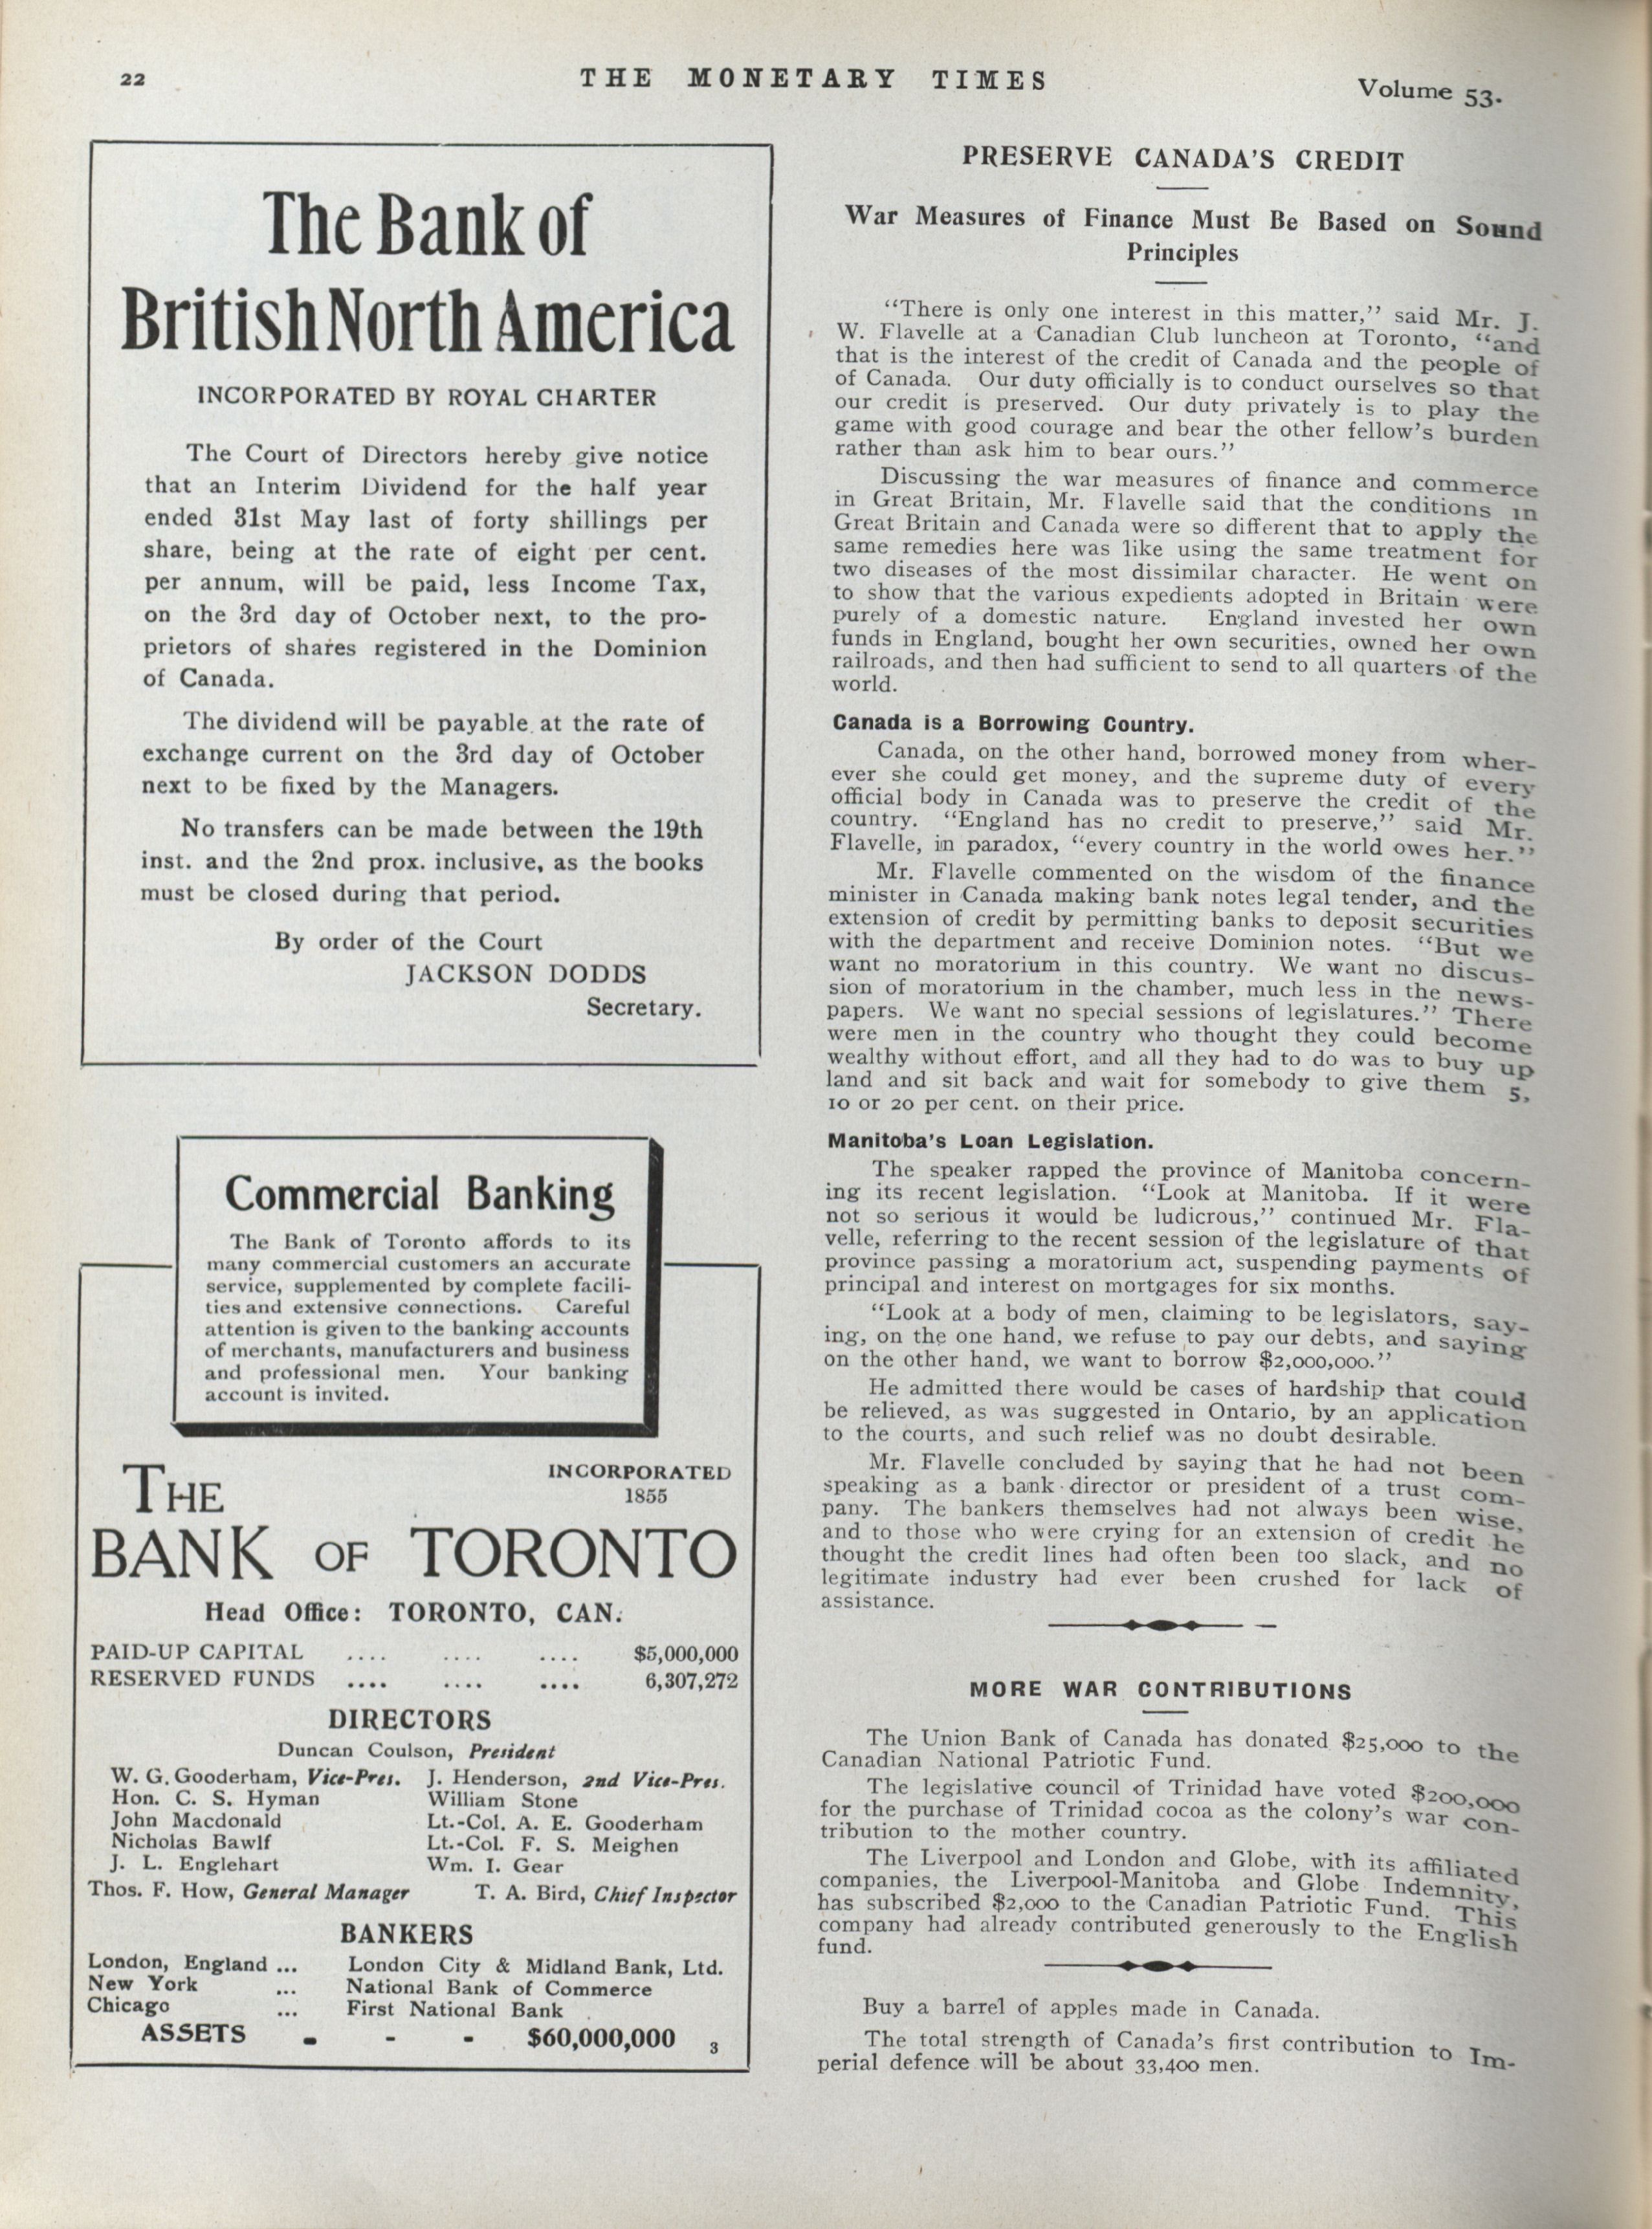 22
THE MONETARY TIMES
Volume 53.
The Bank of
British North America
INCORPORATED BY ROYAL CHARTER
The Court of Directors hereby give notice
that an Interim Dividend for the half year
ended 31st May last of forty shillings per
share, being at the rate of eight per cent.
per annum, will be paid, less Income Tax,
on the 3rd day of October next, to the pro-
prietors of shares registered in the Dominion
of Canada.
The dividend will be payable at the rate of
exchange current on the 3rd day of October
next to be fixed by the Managers.
No transfers can be made between the 19th
inst. and the 2nd prox. inclusive, as the books
must be closed during that period.
By order of the Court
JACKSON DODDS
Secretary.
Commercial Banking
The Bank of Toronto affords to its
many commercial customers an accurate
service, supplemented by complete facili-
ties and extensive connections. Careful
attention is given to the banking accounts
of merchants, manufacturers and business
and professional men. Your banking
account is invited.
THE
INCORPORATED
1855
BANK OF TORONTO
Head Office: TORONTO, CAN.
PAID-UP CAPITAL .... .... .... $5,000,000
RESERVED FUNDS .... .... .... 6,307,272
DIRECTORS
Duncan Coulson, President
W. G. Gooderham, Vice-Pres. J. Henderson, 2nd Vice-Pres.
Hon. C. S. Hyman William Stone
John Macdonald Lt.-Col. A. E. Gooderham
Nicholas Bawlf Lt.-Col. F. S. Meighen
J. L. Englehart Wm. I. Gear
Thos. F. How, General Manager T. A. Bird, Chief Inspector
BANKERS
London, England ... London City & Midland Bank, Ltd.
New York ... National Bank of Commerce
Chicago ... First National Bank
ASSETS - - - $60,000,000 3
PRESERVE CANADA'S CREDIT
War Measures of Finance Must Be Based on Sound
Principles
"There is only one interest in this matter," said Mr. J.
W. Flavelle at a Canadian Club luncheon at Toronto, "and
that is the interest of the credit of Canada and the people of
of Canada. Our duty officially is to conduct ourselves so that
our credit is preserved. Our duty privately is to play the
game with good courage and bear the other fellow's burden
rather than ask him to bear ours."
Discussing the war measures of finance and commerce
in Great Britain, Mr. Flavelle said that the conditions in
Great Britain and Canada were so different that to apply the
same remedies here was like using the same treatment for
two diseases of the most dissimilar character. He went on
to show that the various expedients adopted in Britain were
purely of a domestic nature. England invested her own
funds in England, bought her own securities, owned her own
railroads, and then had sufficient to send to all quarters of the
world.
Canada is a Borrowing Country.
Canada, on the other hand, borrowed money from wher-
ever she could get money, and the supreme duty of every
official body in Canada was to preserve the credit of the
country. "England has no credit to preserve," said Mr.
Flavelle, in paradox, "every country in the world owes her."
Mr. Flavelle commented on the wisdom of the finance
minister in Canada making bank notes legal tender, and the
extension of credit by permitting banks to deposit securities
with the department and receive Dominion notes. "But we
want no moratorium in this country. We want no discus-
sion of moratorium in the chamber, much less in the news-
papers. We want no special sessions of legislatures." There
were men in the country who thought they could become
wealthy without effort, and all they had to do was to buy up
land and sit back and wait for somebody to give them 5,
10 or 20 per cent. on their price.
Manitoba's Loan Legislation.
The speaker rapped the province of Manitoba concern-
ing its recent legislation. "Look at Manitoba. If it were
not so serious it would be ludicrous," continued Mr. Fla-
velle, referring to the recent session of the legislature of that
province passing a moratorium act, suspending payments of
principal and interest on mortgages for six months.
"Look at a body of men, claiming to be legislators, say-
ing, on the one hand, we refuse to pay our debts, and saying
on the other hand, we want to borrow $2,000,000."
He admitted there would be cases of hardship that could
be relieved, as was suggested in Ontario, by an application
to the courts, and such relief was no doubt desirable.
Mr. Flavelle concluded by saying that he had not been
speaking as a bank director or president of a trust com-
pany. The bankers themselves had not always been wise,
and to those who were crying for an extension of credit he
thought the credit lines had often been too slack, and no
legitimate industry had ever been crushed for lack of
assistance.
MORE WAR CONTRIBUTIONS
The Union Bank of Canada has donated $25,000 to the
Canadian National Patriotic Fund.
The legislative council of Trinidad have voted $200,000
for the purchase of Trinidad cocoa as the colony's war con-
tribution to the mother country.
The Liverpool and London and Globe, with its affiliated
companies, the Liverpool-Manitoba and Globe Indemnity,
has subscribed $2,000 to the Canadian Patriotic Fund. This
company had already contributed generously to the English
fund.
Buy a barrel of apples made in Canada.
The total strength of Canada's first contribution to Im-
perial defence will be about 33,400 men.